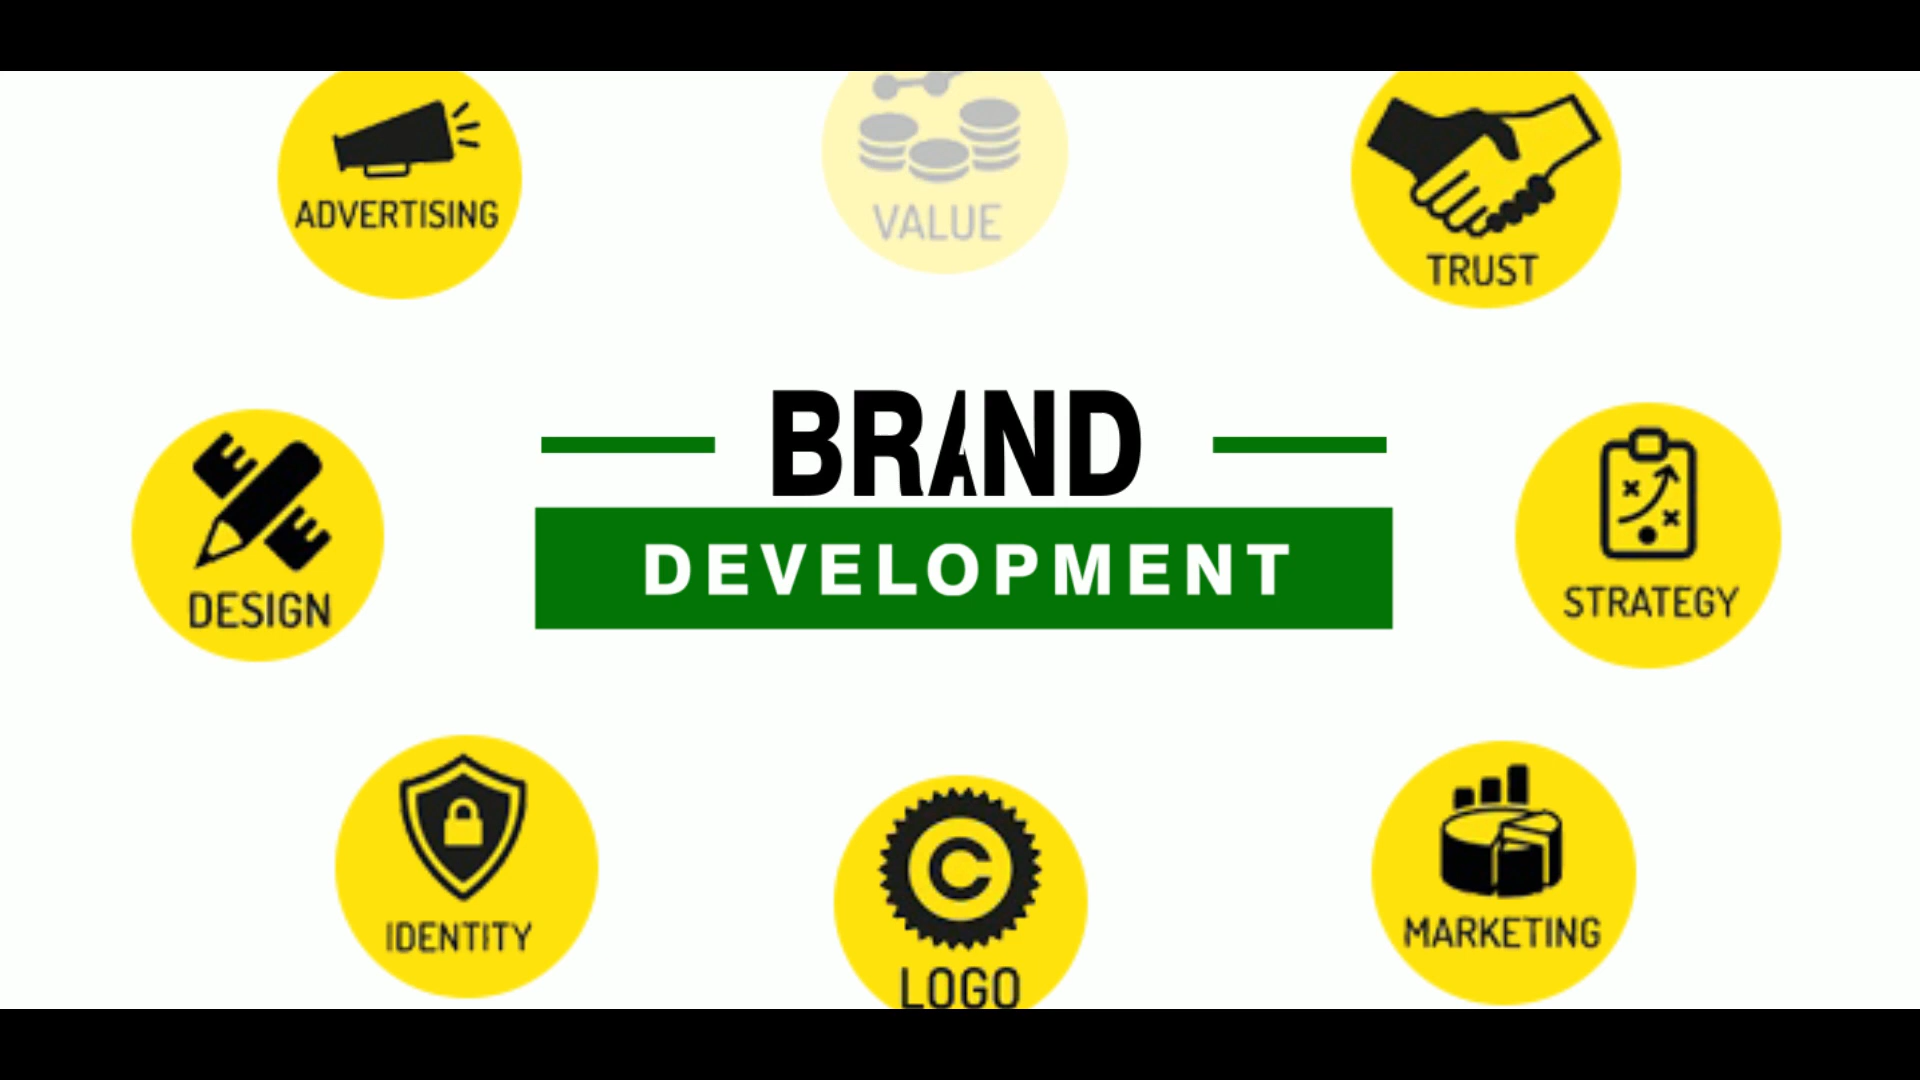 ADVERTISING
VALUE
TRUST
BRAND
DEVELOPMENT
DESIGN
STRATEGY
IDENTITY
C
LOGO
MARKETING